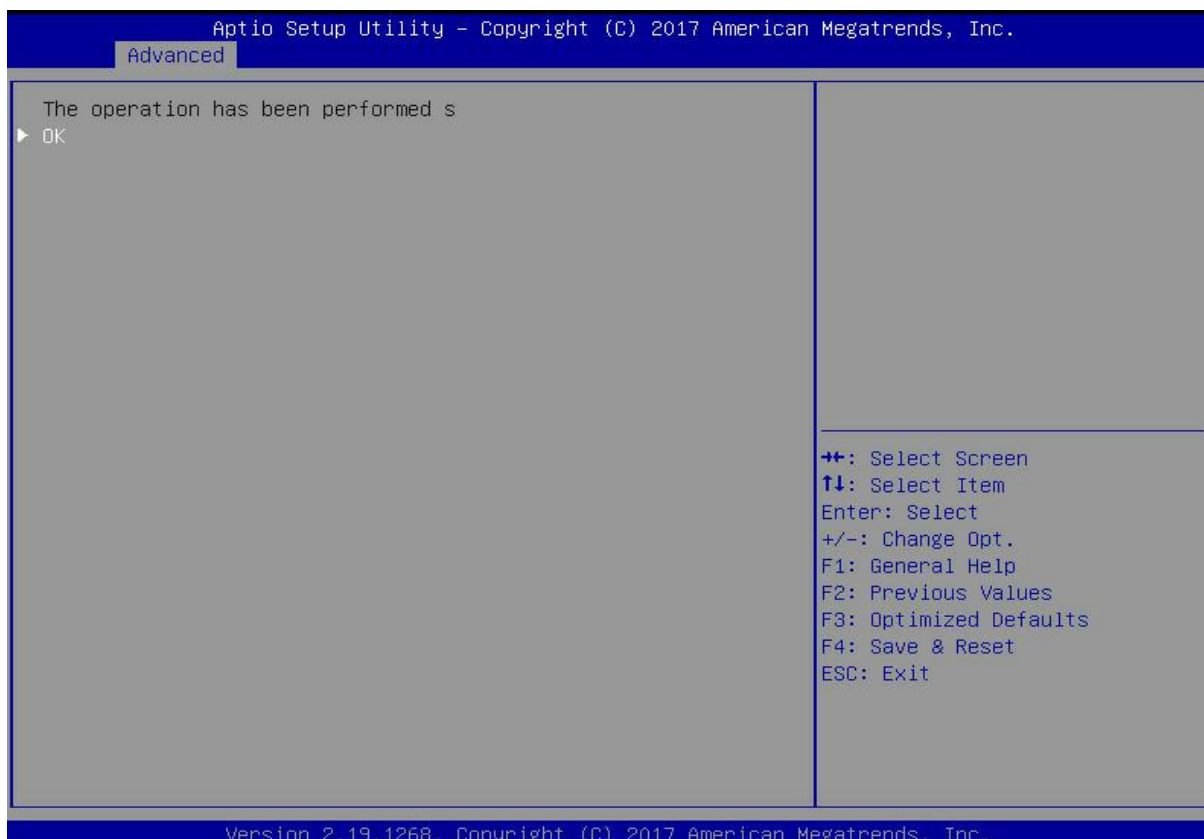 Aptio Setup Utility – Copyright (C) 2017 American Megatrends, Inc.
Advanced
The operation has been performed s
▶ OK
→←: Select Screen
↑↓: Select Item
Enter: Select
+/-: Change Opt.
F1: General Help
F2: Previous Values
F3: Optimized Defaults
F4: Save & Reset
ESC: Exit
Version 2.19.1268. Copyright (C) 2017 American Megatrends, Inc.